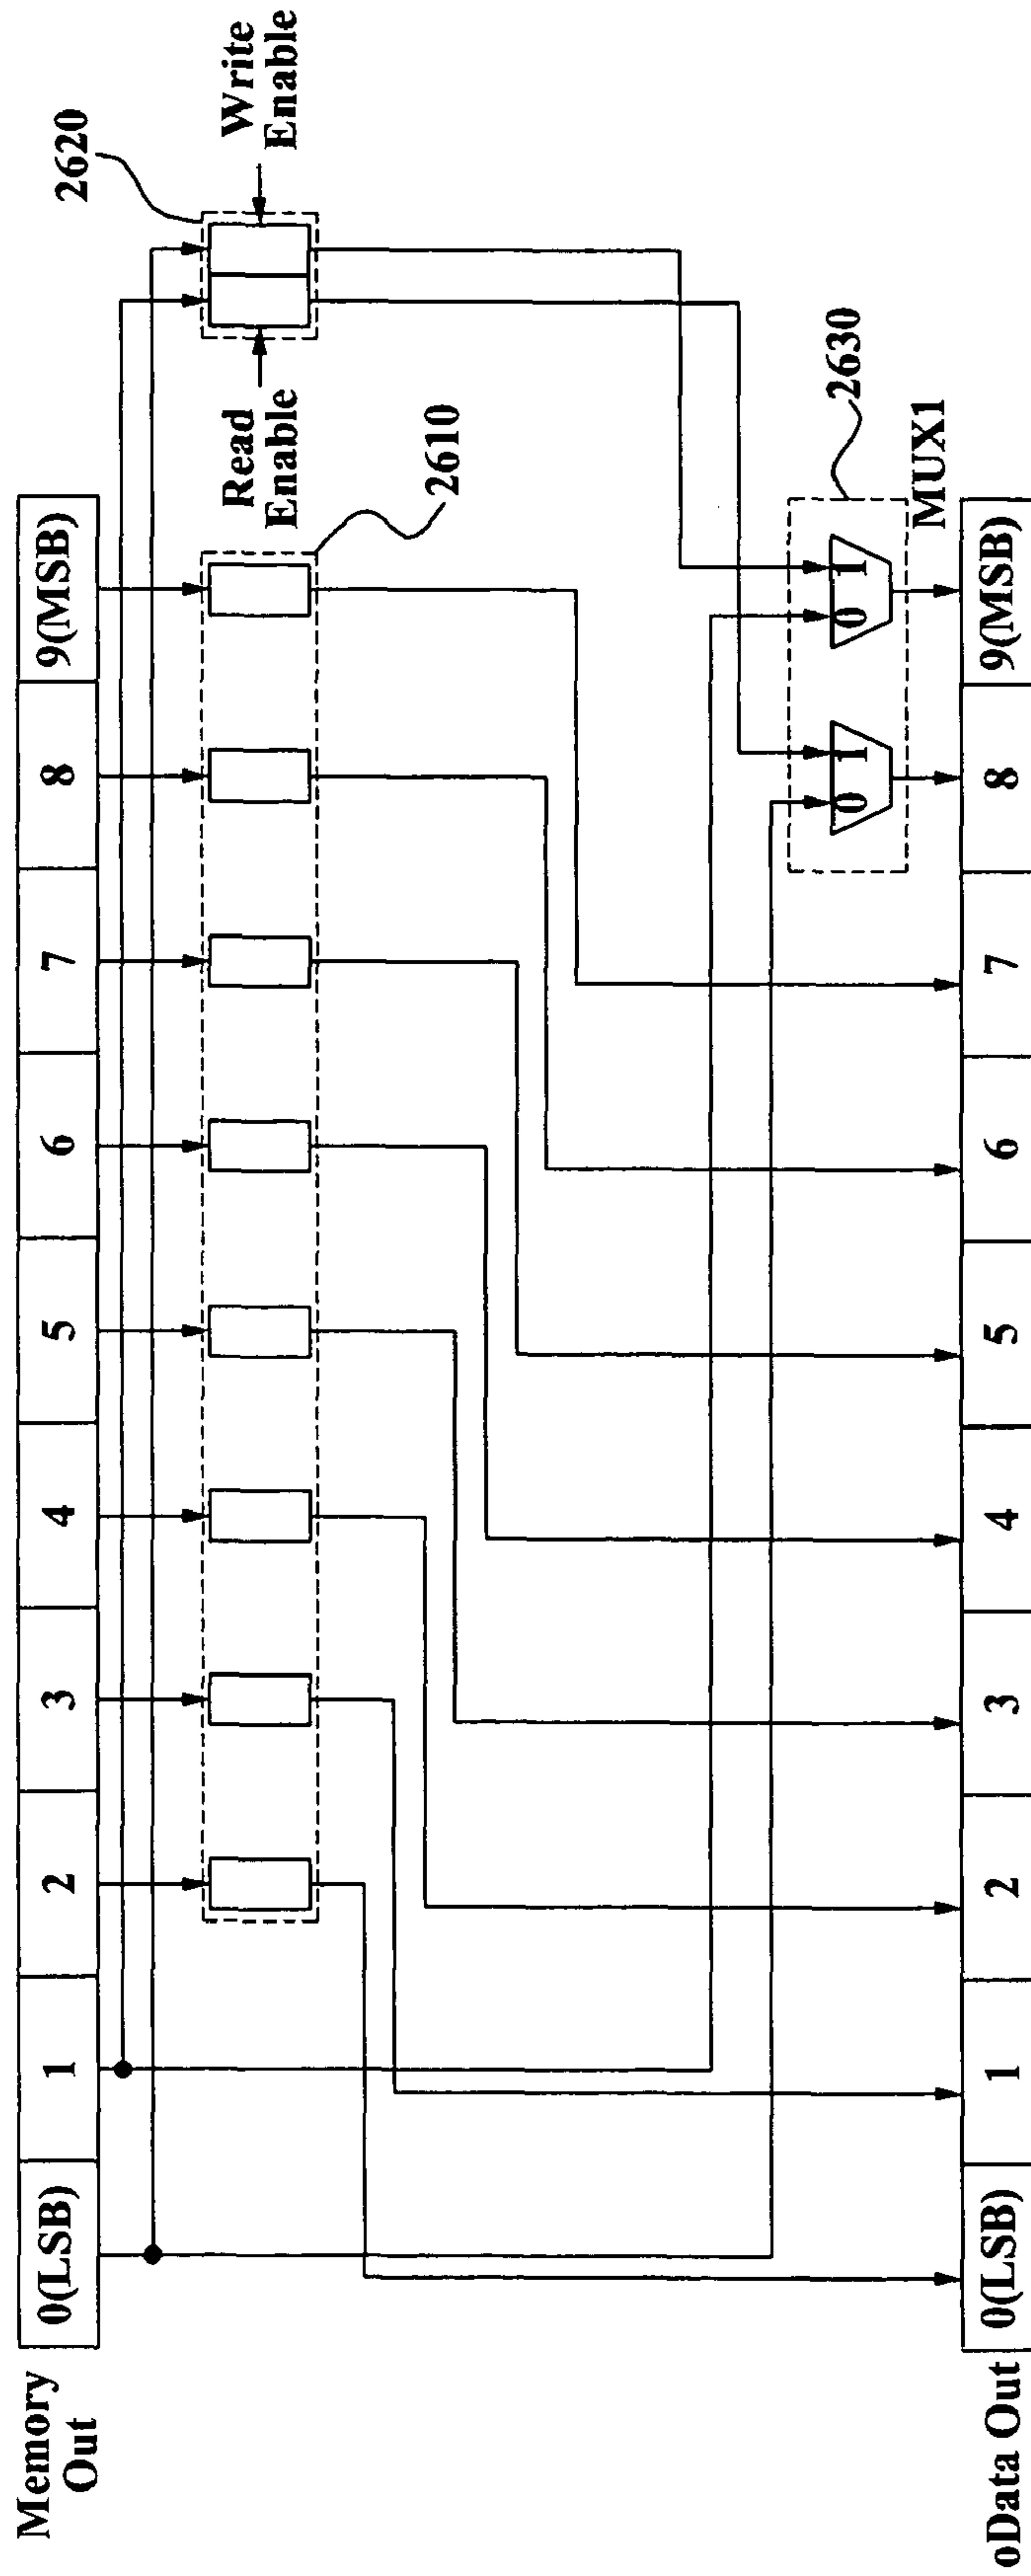 Memory
Out
0(LSB)
1
2
3
4
5
6
7
8
9(MSB)
2620
Write
Enable
Read
Enable
2610
2630
0
1
0
1
MUX1
oData Out
0(LSB)
1
2
3
4
5
6
7
8
9(MSB)